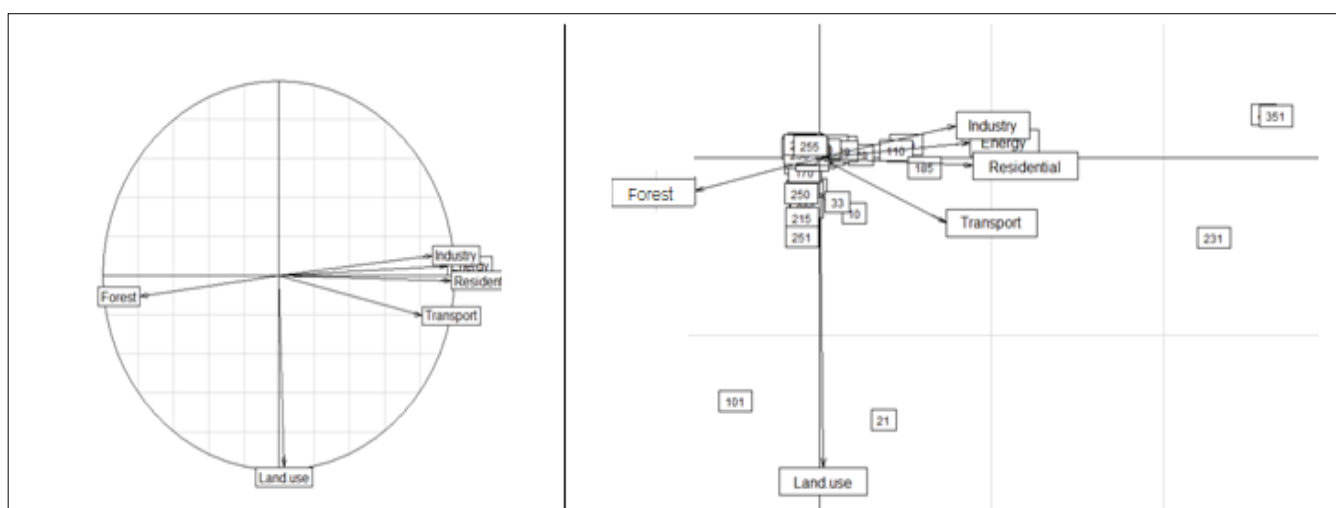 Industry
Energy
Resident
Forest
Transport
Land.use
351
Industry
255
110
Energy
170
185
Residential
Forest
250
33
10
215
Transport
251
231
101
21
Land.use